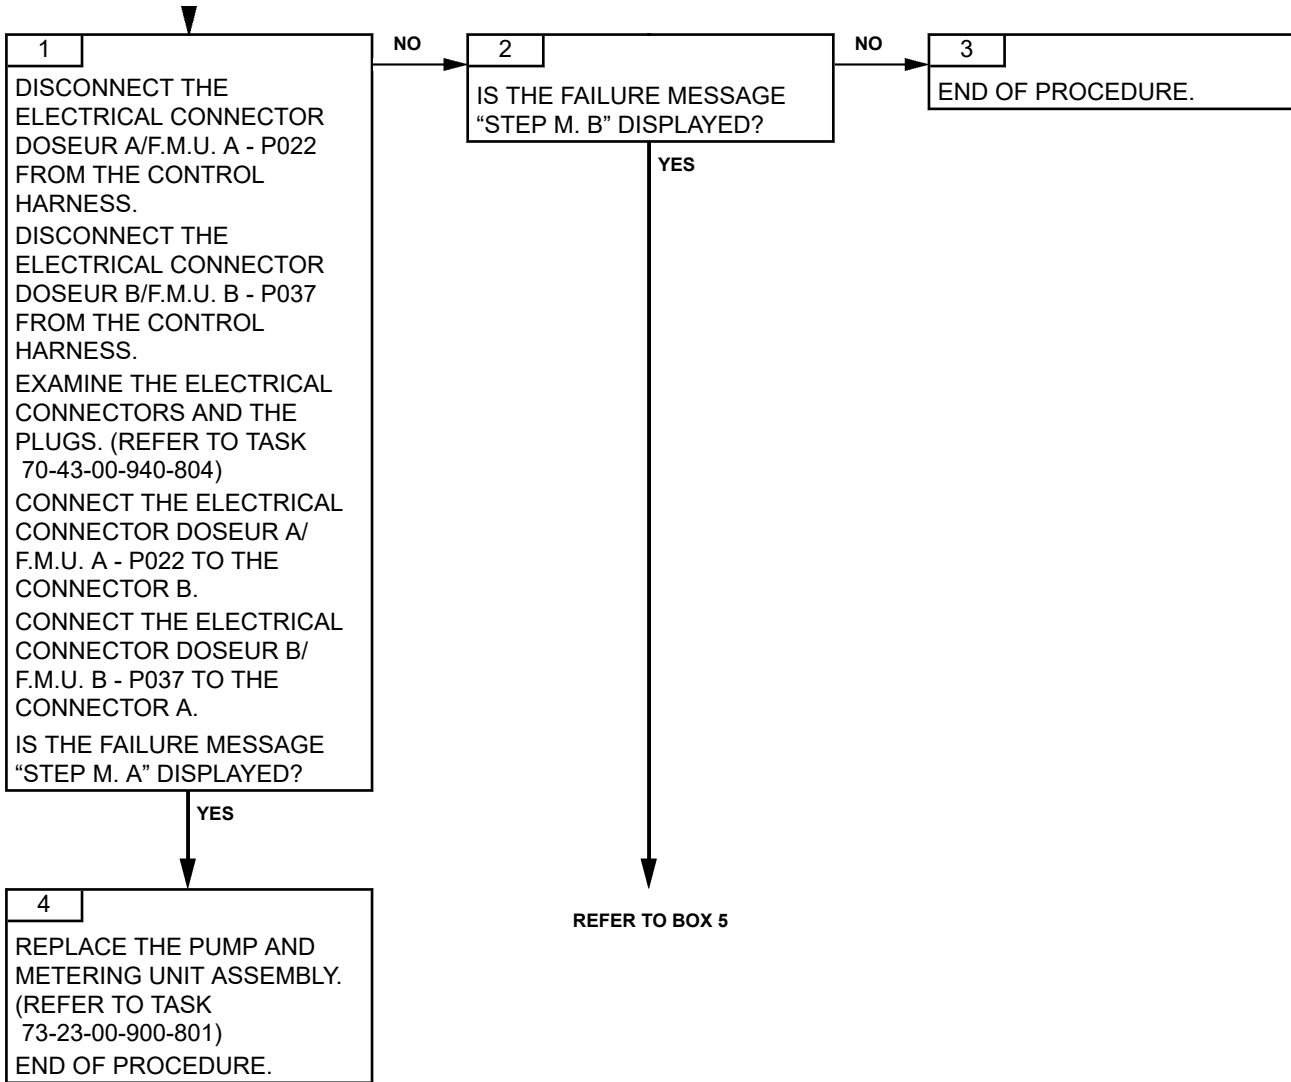 1
DISCONNECT THE
ELECTRICAL CONNECTOR
DOSEUR A/F.M.U. A - P022
FROM THE CONTROL
HARNESS.
DISCONNECT THE
ELECTRICAL CONNECTOR
DOSEUR B/F.M.U. B - P037
FROM THE CONTROL
HARNESS.
EXAMINE THE ELECTRICAL
CONNECTORS AND THE
PLUGS. (REFER TO TASK
70-43-00-940-804)
CONNECT THE ELECTRICAL
CONNECTOR DOSEUR A/
F.M.U. A - P022 TO THE
CONNECTOR B.
CONNECT THE ELECTRICAL
CONNECTOR DOSEUR B/
F.M.U. B - P037 TO THE
CONNECTOR A.
IS THE FAILURE MESSAGE
“STEP M. A” DISPLAYED?
NO
2
IS THE FAILURE MESSAGE
“STEP M. B” DISPLAYED?
NO
3
END OF PROCEDURE.
YES
YES
4
REPLACE THE PUMP AND
METERING UNIT ASSEMBLY.
(REFER TO TASK
73-23-00-900-801)
END OF PROCEDURE.
REFER TO BOX 5